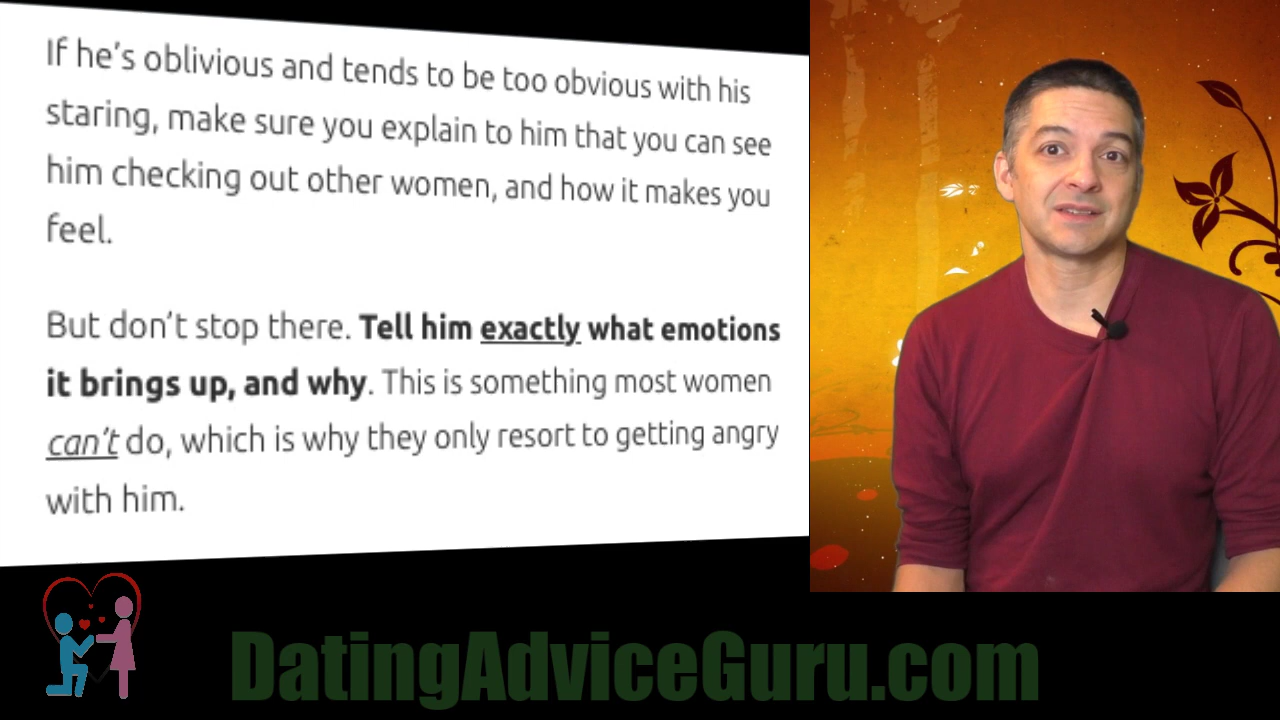 If he’s oblivious and tends to be too obvious with his
staring, make sure you explain to him that you can see
him checking out other women, and how it makes you
feel.
But don’t stop there. Tell him exactly what emotions
it brings up, and why. This is something most women
can’t do, which is why they only resort to getting angry
with him.
DatingAdviceGuru.com